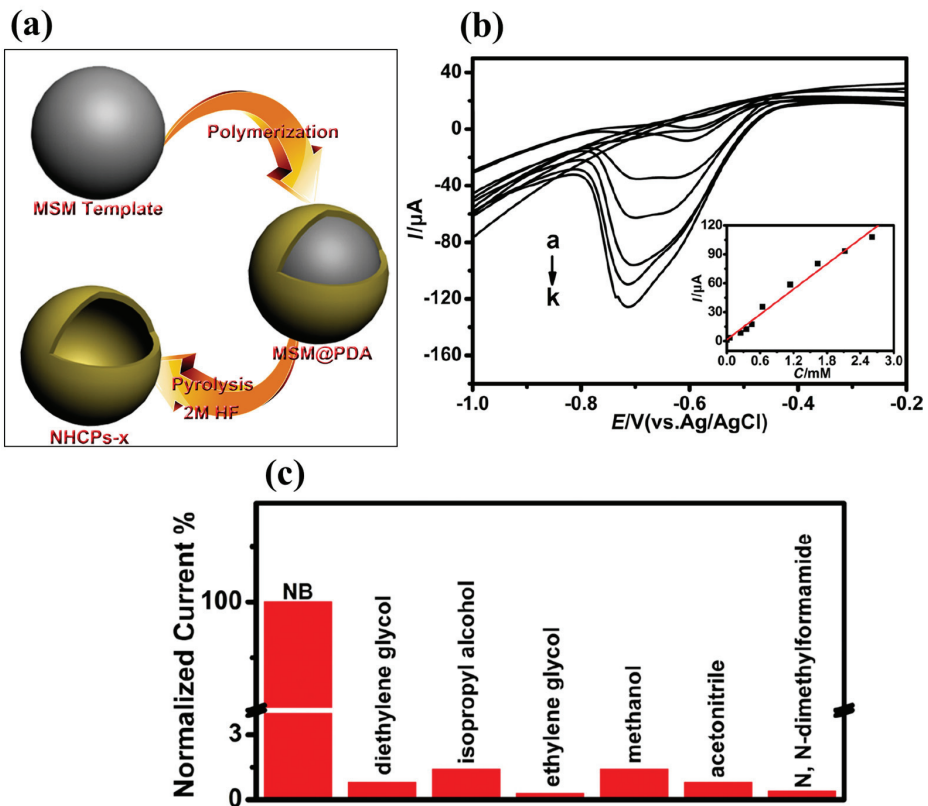 (a)
MSM Template
Polymerization
MSM@PDA
Pyrolysis
2M HF
NHCPs-x
(b)
I/μA
40
0
-40
-80
-120
-160
a
k
-1.0 -0.8 -0.6 -0.4 -0.2
E/V(vs.Ag/AgCl)
I/μA
120
90
60
30
0
0.0 0.6 1.2 1.8 2.4 3.0
C/mM
(c)
Normalized Current %
100
3
0
NB
diethylene glycol
isopropyl alcohol
ethylene glycol
methanol
acetonitrile
N, N-dimethylformamide